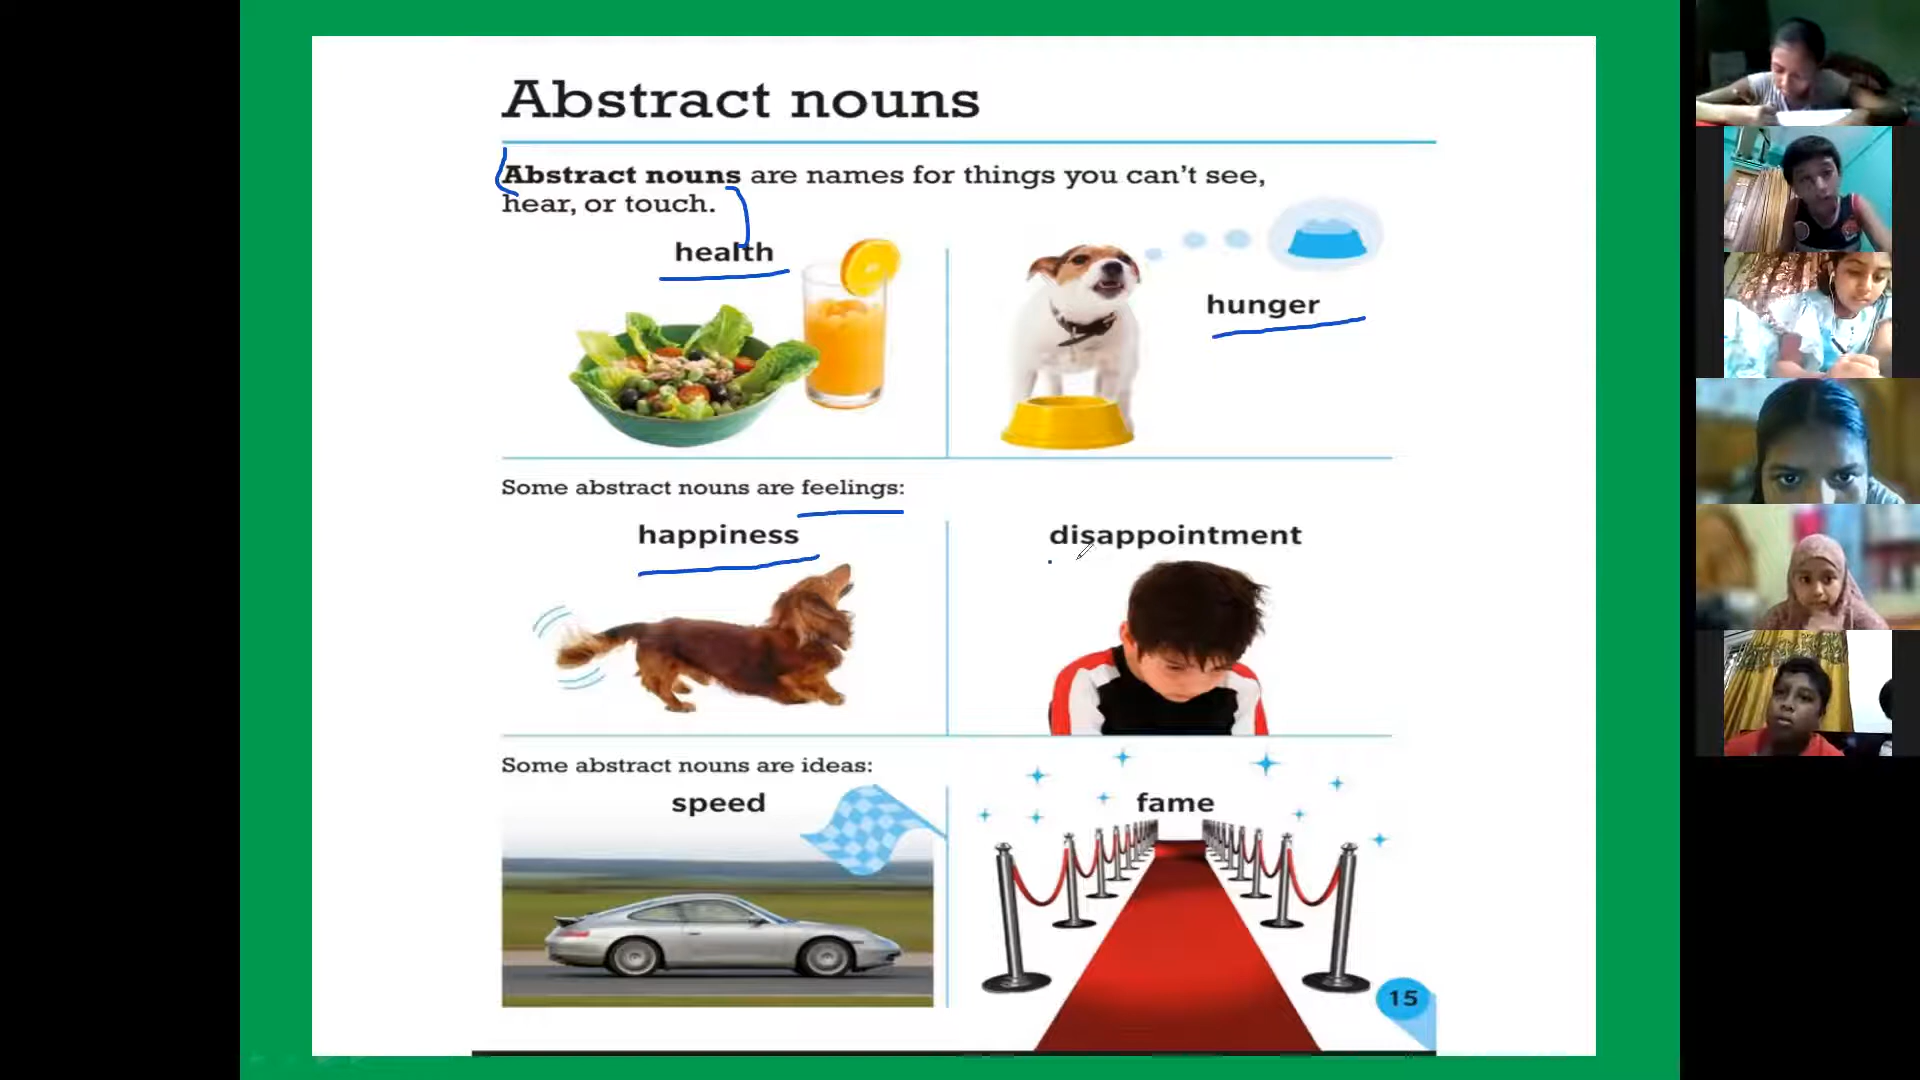 Abstract nouns
Abstract nouns are names for things you can't see,
hear, or touch.
health
hunger
Some abstract nouns are feelings:
happiness
disappointment
Some abstract nouns are ideas:
speed
fame
15